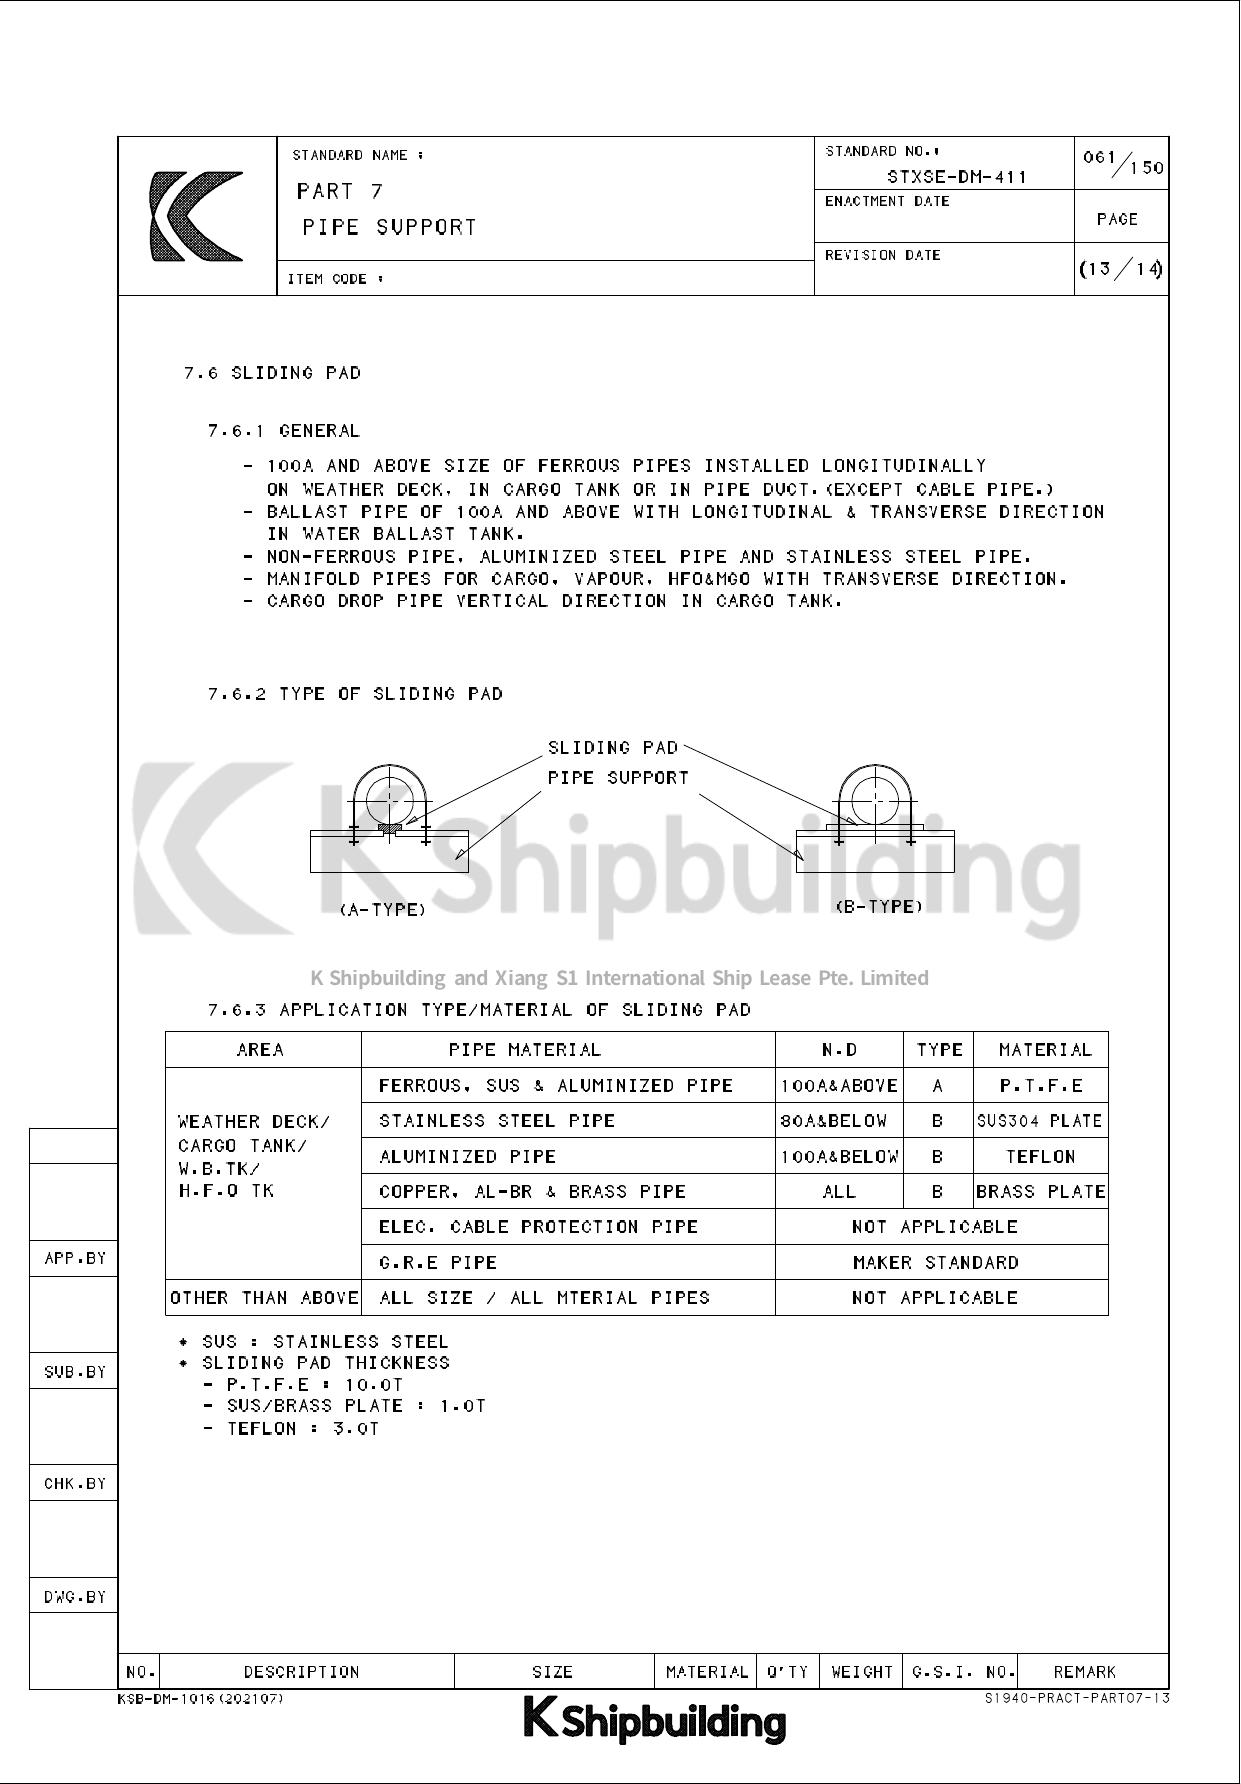 STANDARD NAME :
PART 7
PIPE SUPPORT
ITEM CODE :
STANDARD NO.:
STXSE-DM-411
ENACTMENT DATE
REVISION DATE
061/150
PAGE
(13/14)
7.6 SLIDING PAD
7.6.1 GENERAL
- 100A AND ABOVE SIZE OF FERROUS PIPES INSTALLED LONGITUDINALLY
ON WEATHER DECK, IN CARGO TANK OR IN PIPE DUCT.(EXCEPT CABLE PIPE.)
- BALLAST PIPE OF 100A AND ABOVE WITH LONGITUDINAL & TRANSVERSE DIRECTION
IN WATER BALLAST TANK.
- NON-FERROUS PIPE, ALUMINIZED STEEL PIPE AND STAINLESS STEEL PIPE.
- MANIFOLD PIPES FOR CARGO, VAPOUR, HFO&MGO WITH TRANSVERSE DIRECTION.
- CARGO DROP PIPE VERTICAL DIRECTION IN CARGO TANK.
7.6.2 TYPE OF SLIDING PAD
SLIDING PAD
PIPE SUPPORT
(A-TYPE)
(B-TYPE)
K Shipbuilding
K Shipbuilding and Xiang S1 International Ship Lease Pte. Limited
7.6.3 APPLICATION TYPE/MATERIAL OF SLIDING PAD
AREA PIPE MATERIAL N.D TYPE MATERIAL
WEATHER DECK/
CARGO TANK/
W.B.TK/
H.F.O TK
FERROUS, SUS & ALUMINIZED PIPE 100A&ABOVE A P.T.F.E
STAINLESS STEEL PIPE 80A&BELOW B SUS304 PLATE
ALUMINIZED PIPE 100A&BELOW B TEFLON
COPPER, AL-BR & BRASS PIPE ALL B BRASS PLATE
ELEC. CABLE PROTECTION PIPE NOT APPLICABLE
G.R.E PIPE MAKER STANDARD
OTHER THAN ABOVE ALL SIZE / ALL MTERIAL PIPES NOT APPLICABLE
* SUS : STAINLESS STEEL
* SLIDING PAD THICKNESS
- P.T.F.E : 10.0T
- SUS/BRASS PLATE : 1.0T
- TEFLON : 3.0T
APP.BY
SUB.BY
CHK.BY
DWG.BY
NO. DESCRIPTION SIZE MATERIAL Q'TY WEIGHT G.S.I. NO. REMARK
KSB-DM-1016(202107)
S1940-PRACT-PART07-13
K Shipbuilding